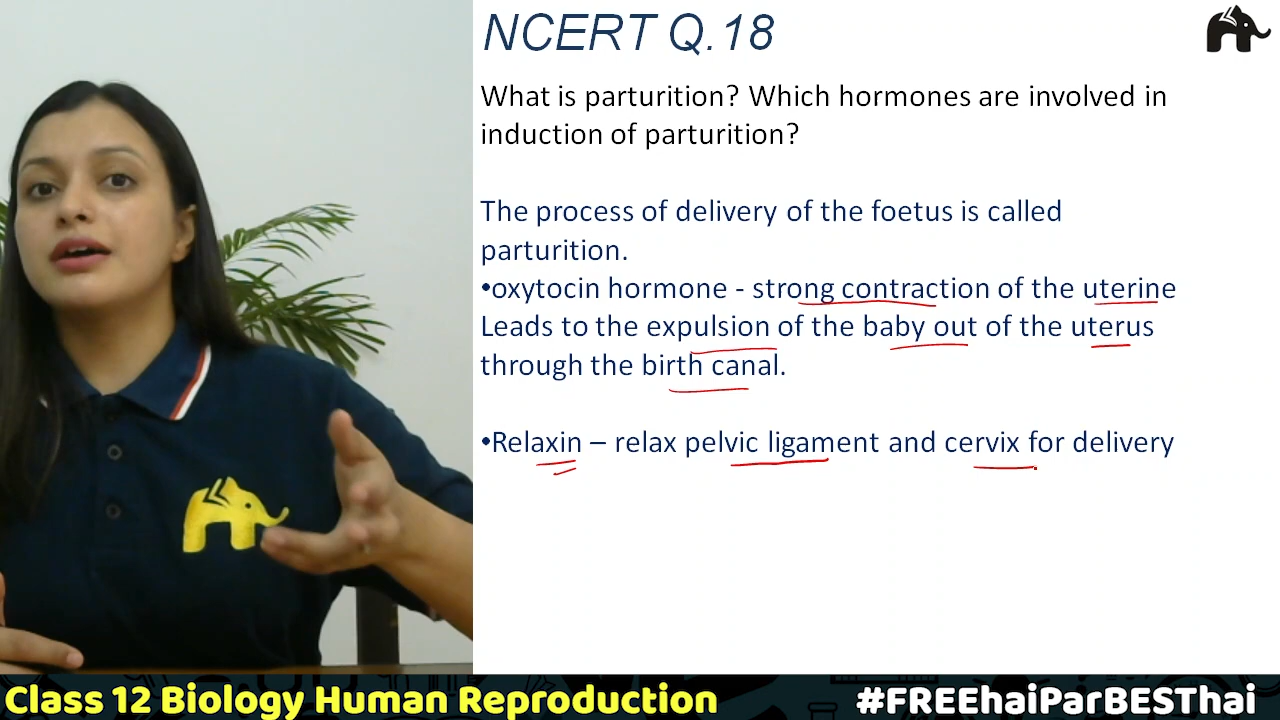 NCERT Q.18
What is parturition? Which hormones are involved in
induction of parturition?
The process of delivery of the foetus is called
parturition.
•oxytocin hormone - strong contraction of the uterine
Leads to the expulsion of the baby out of the uterus
through the birth canal.
•Relaxin – relax pelvic ligament and cervix for delivery
Class 12 Biology Human Reproduction
#FREEhaiParBESThai